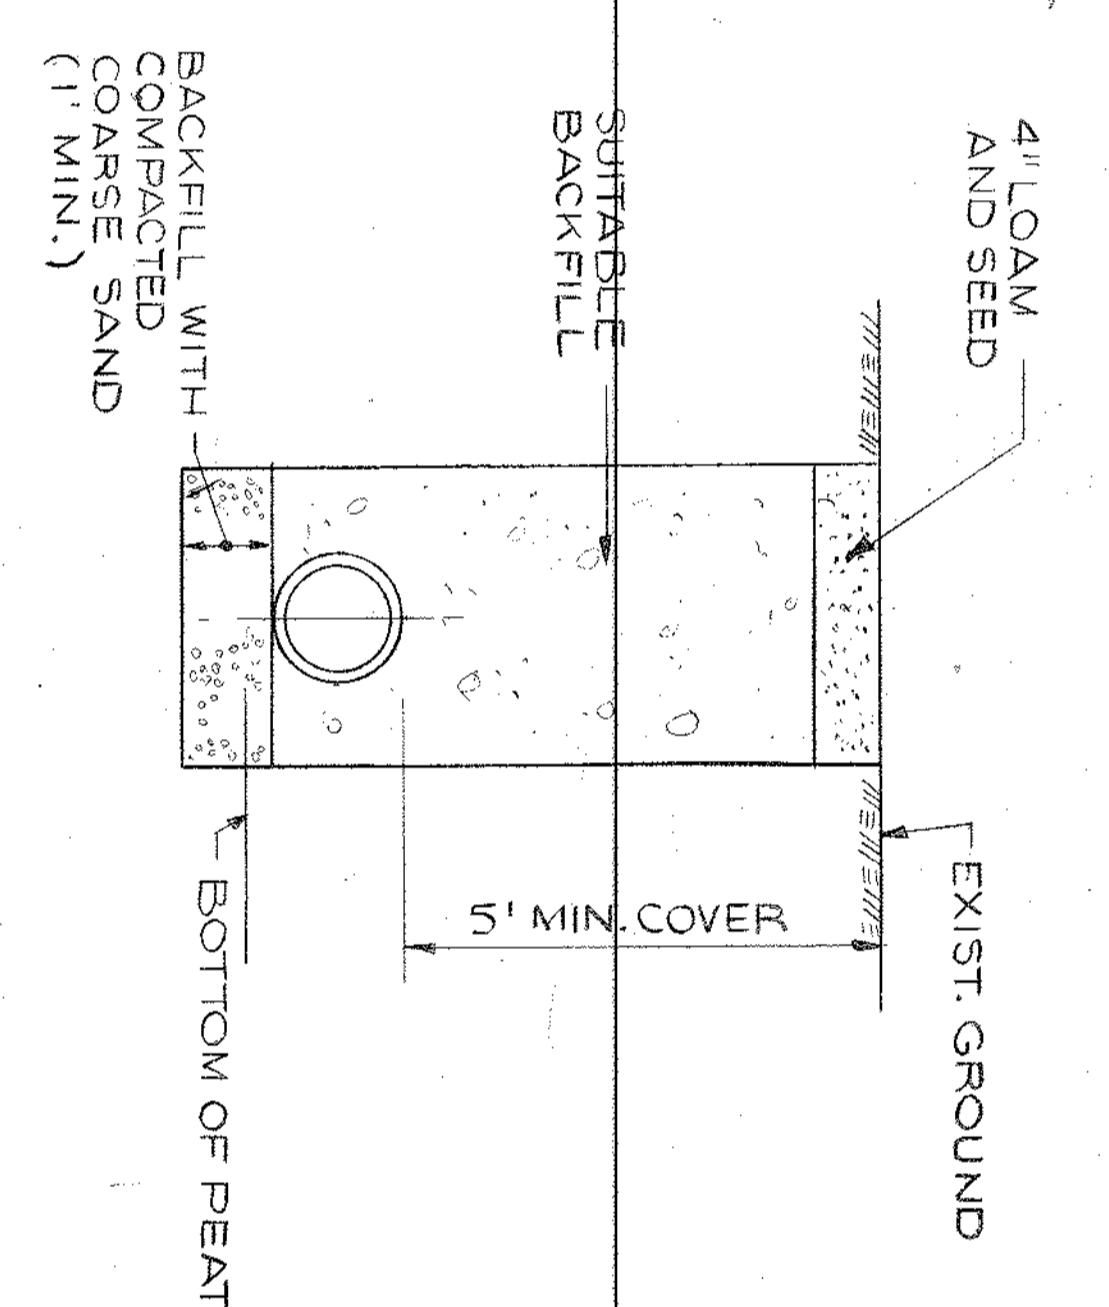 4" LOAM
AND SEED
SUITABLE
BACKFILL
BACKFILL WITH
COMPACTED
COARSE SAND
(1' MIN.)
EXIST. GROUND
5' MIN. COVER
BOTTOM OF PEAT